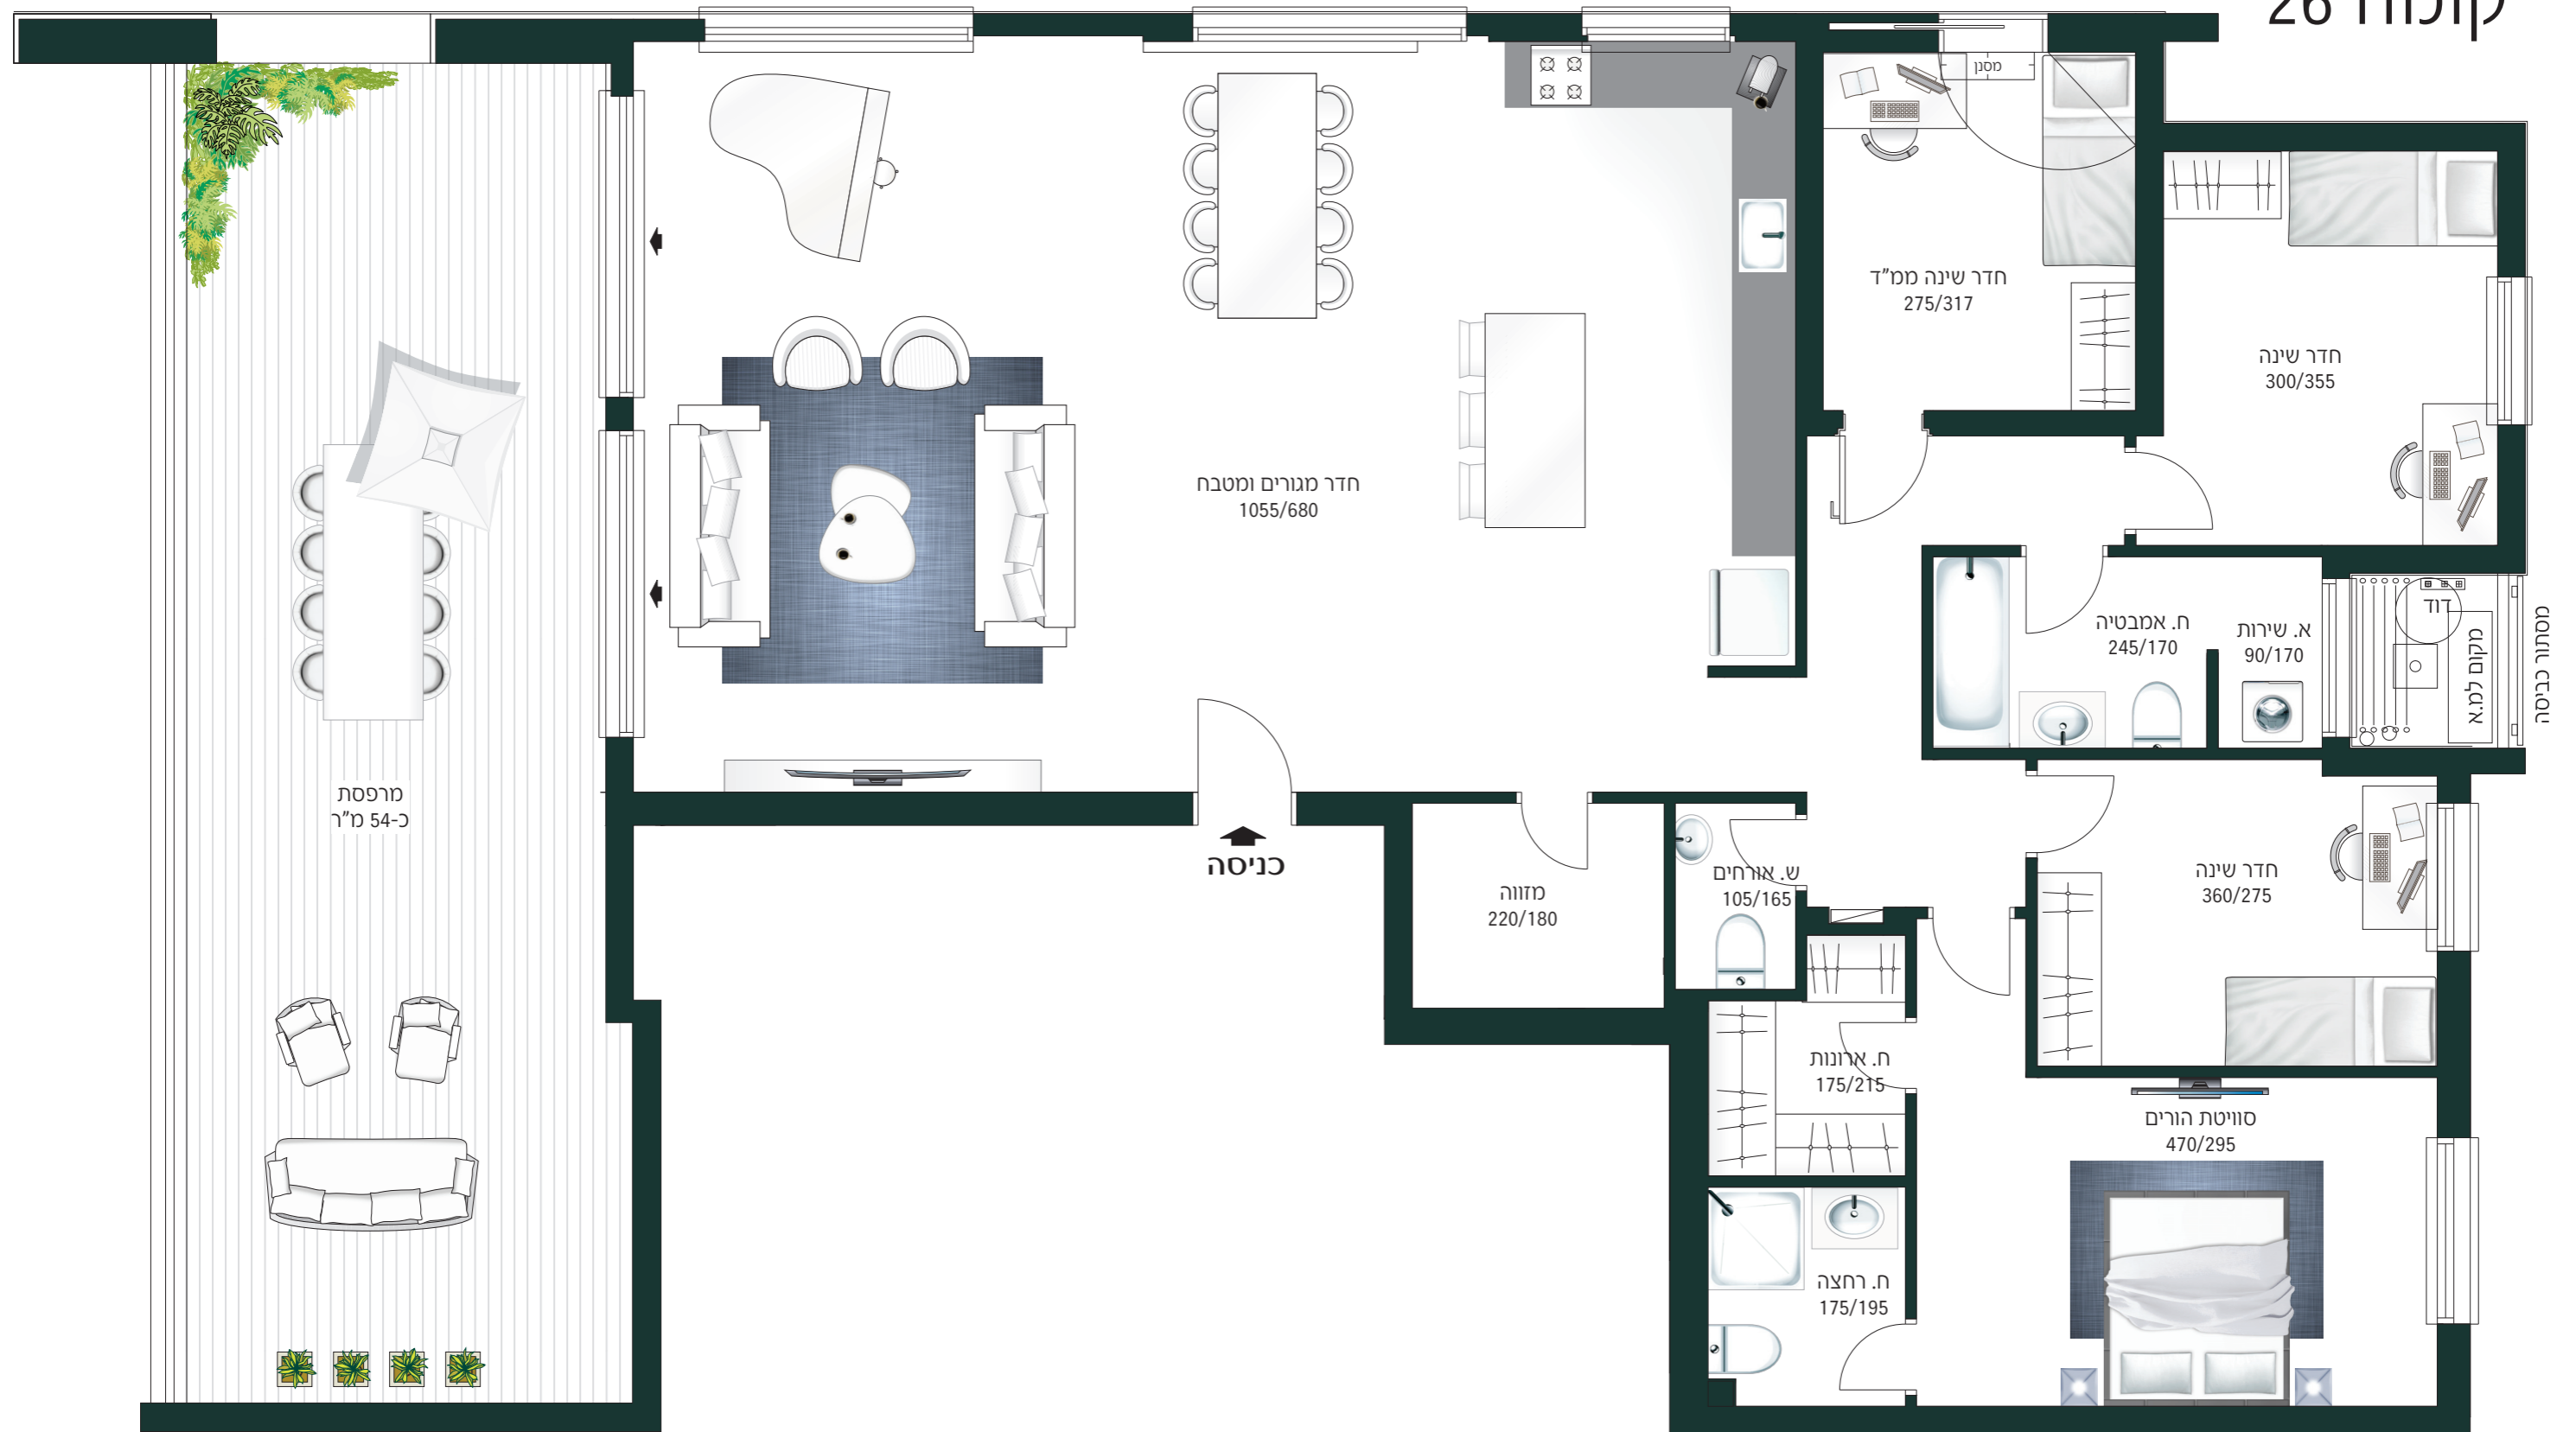 קומה 26
מסנן
חדר שינה ממ"ד
275/317
חדר שינה
300/355
חדר מגורים ומטבח
1055/680
ח. אמבטיה
245/170
א. שירות
90/170
דוד
מקום למ.א
מסתור כביסה
מרפסת
כ-54 מ"ר
כניסה
מזווה
220/180
ש. אורחים
105/165
חדר שינה
360/275
ח. ארונות
175/215
סוויטת הורים
470/295
ח. רחצה
175/195